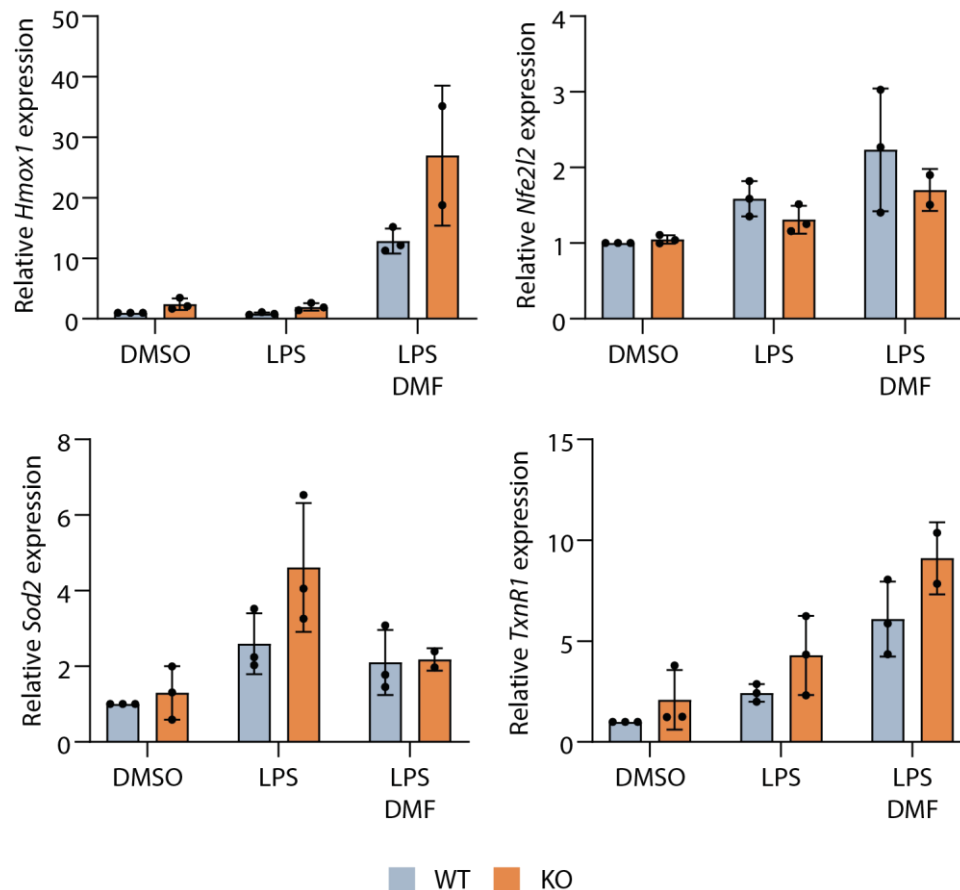 Relative Hmox1 expression
50
40
30
20
10
0
DMSO LPS LPS
DMF
Relative Nfe2l2 expression
4
3
2
1
0
DMSO LPS LPS
DMF
Relative Sod2 expression
8
6
4
2
0
DMSO LPS LPS
DMF
Relative TxnR1 expression
15
10
5
0
DMSO LPS LPS
DMF
WT KO